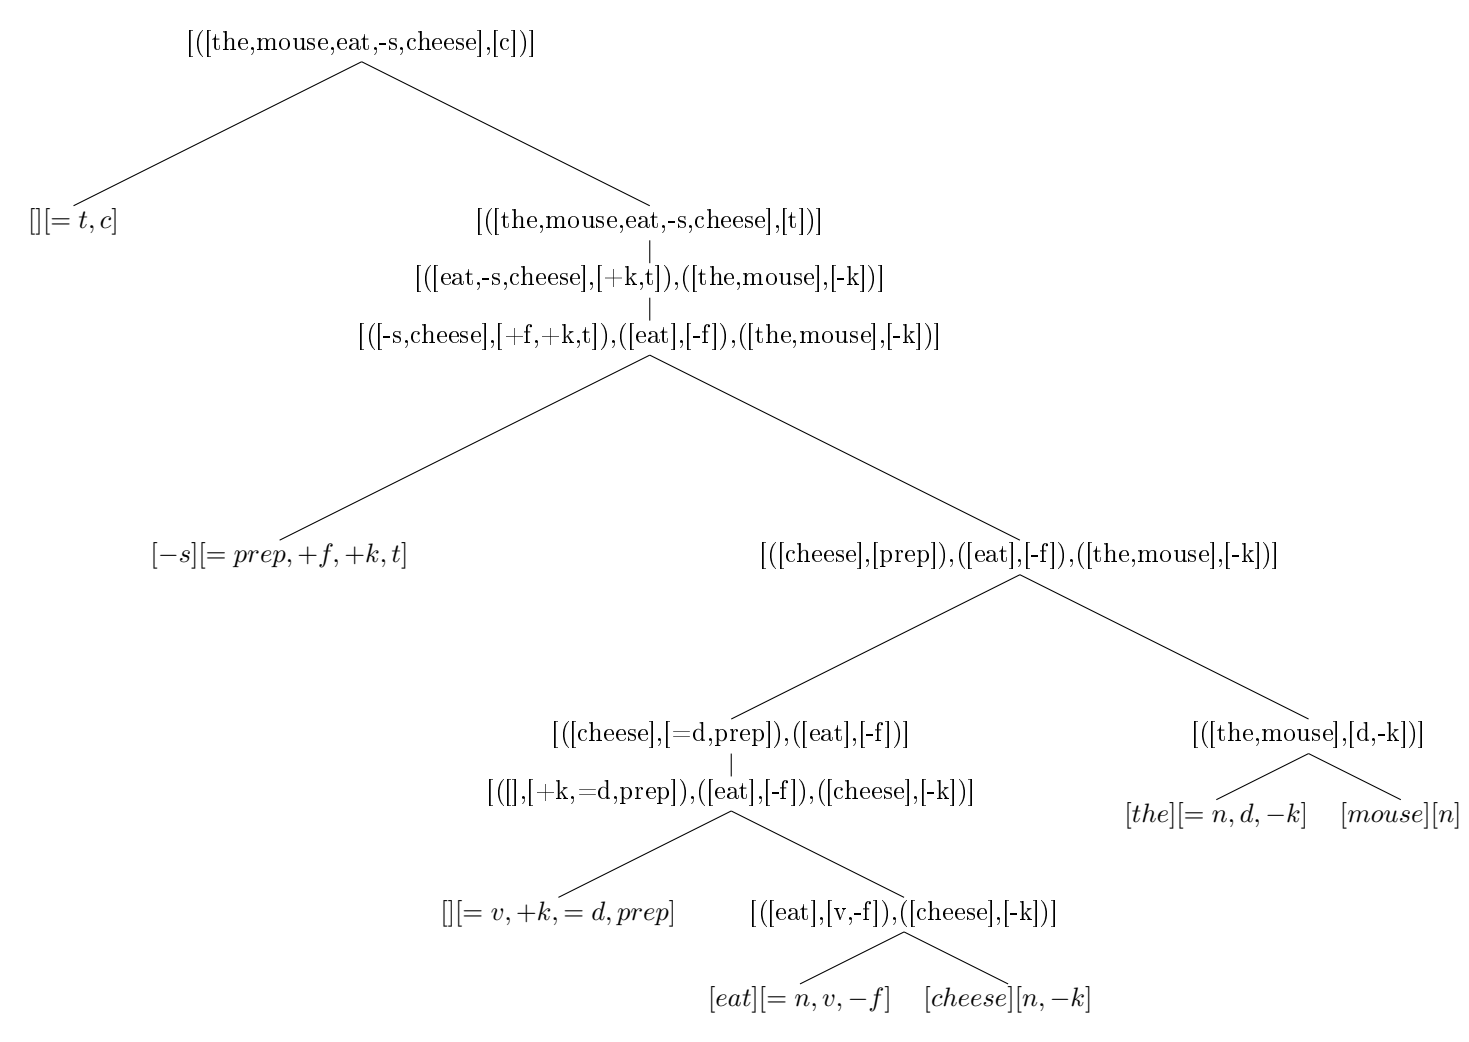 [([the,mouse,eat,-s,cheese],[c])]
[][= t, c]
[([the,mouse,eat,-s,cheese],[t])]
[([eat,-s,cheese],[+k,t]),([the,mouse],[-k])]
[([-s,cheese],[+f,+k,t]),([eat],[-f]),([the,mouse],[-k])]
[−s][= prep, +f, +k, t]
[([cheese],[prep]),([eat],[-f]),([the,mouse],[-k])]
[([cheese],[=d,prep]),([eat],[-f])]
[([the,mouse],[d,-k])]
[([],[+k,=d,prep]),([eat],[-f]),([cheese],[-k])]
[the][= n, d, −k]
[mouse][n]
[][= v, +k, = d, prep]
[([eat],[v,-f]),([cheese],[-k])]
[eat][= n, v, −f]
[cheese][n, −k]